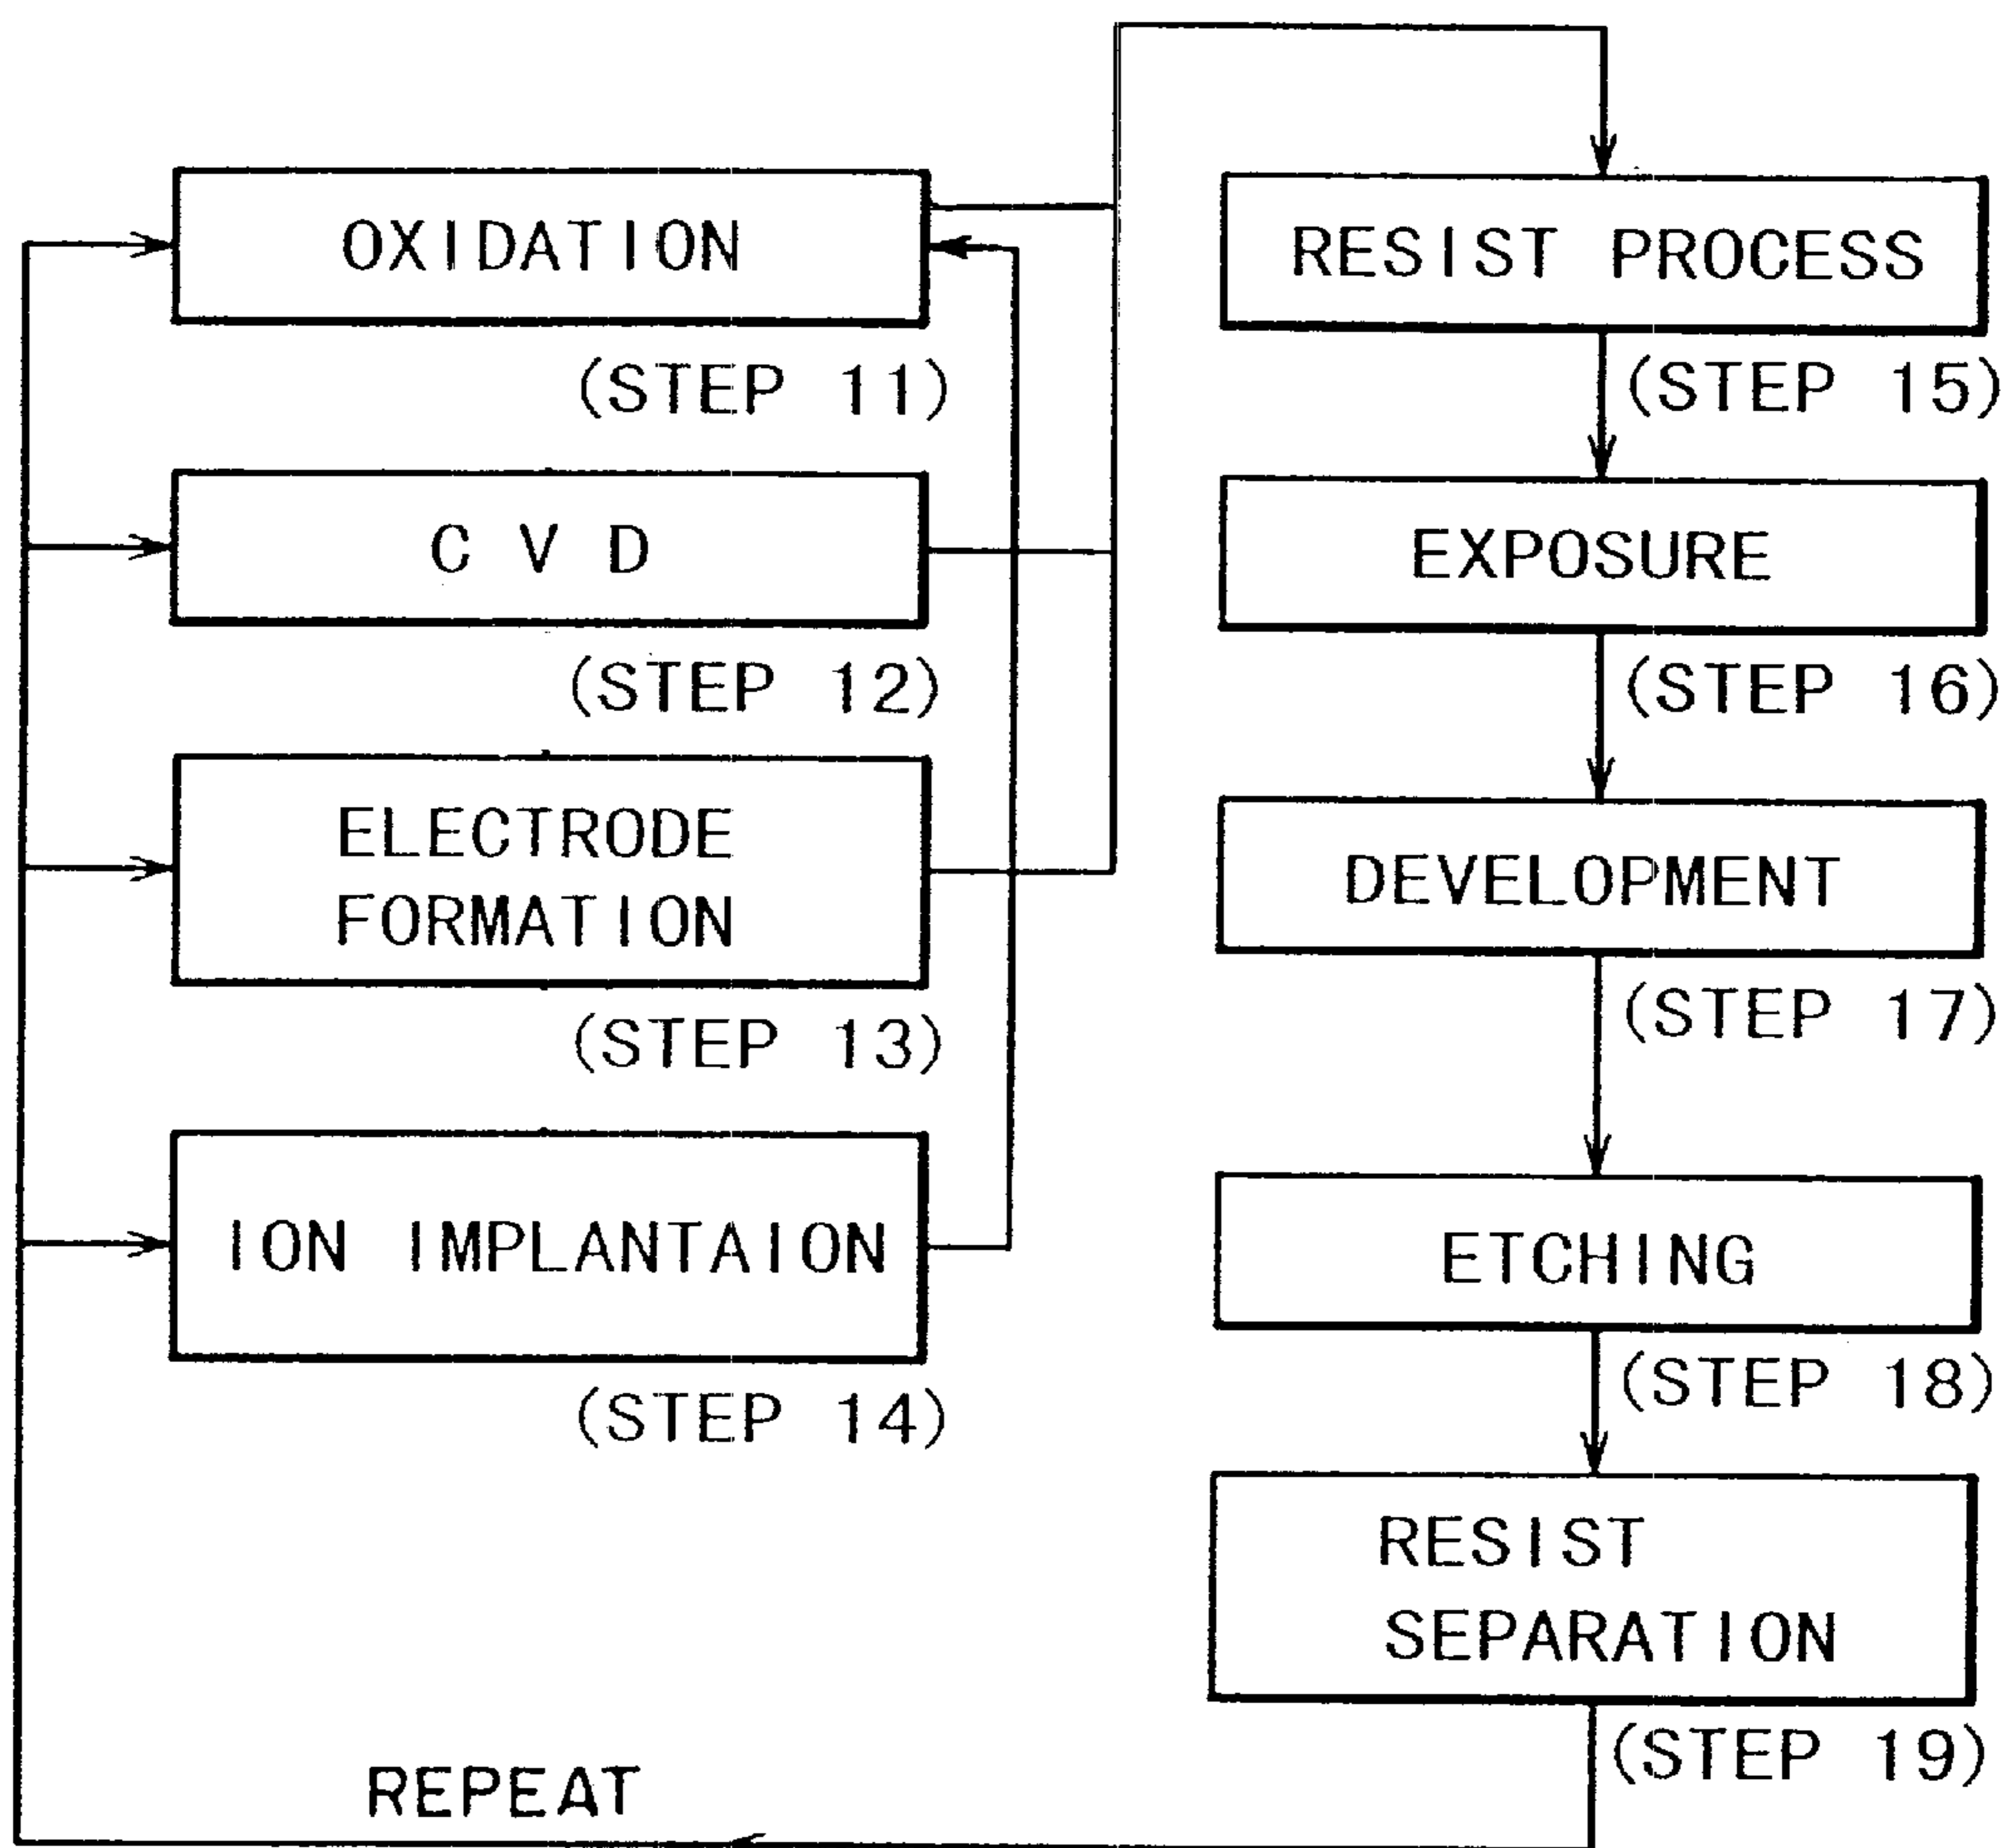 OXIDATION
(STEP 11)
CVD
(STEP 12)
ELECTRODE
FORMATION
(STEP 13)
ION IMPLANTAION
(STEP 14)
RESIST PROCESS
(STEP 15)
EXPOSURE
(STEP 16)
DEVELOPMENT
(STEP 17)
ETCHING
(STEP 18)
RESIST
SEPARATION
(STEP 19)
REPEAT